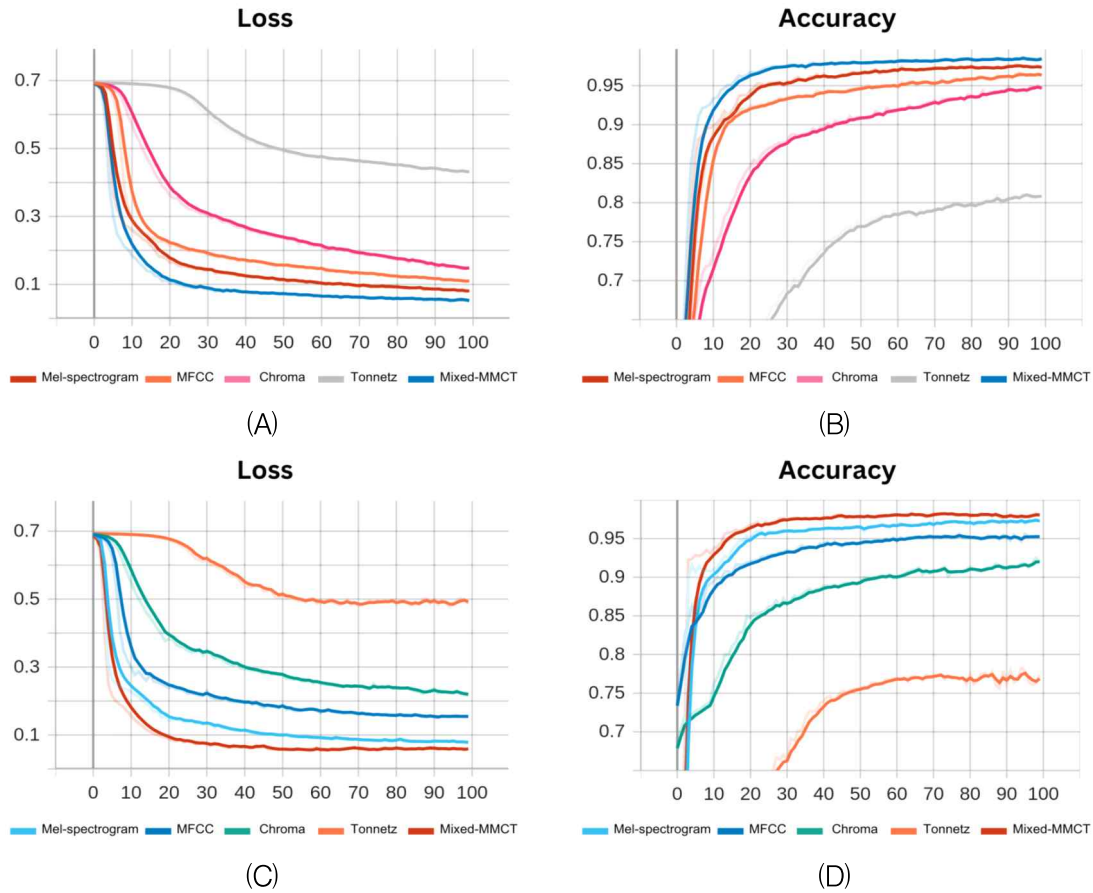 Loss
0.7
0.5
0.3
0.1
0 10 20 30 40 50 60 70 80 90 100
Mel-spectrogram MFCC Chroma Tonnetz Mixed-MMCT
(A)
Accuracy
0.95
0.9
0.85
0.8
0.75
0.7
0 10 20 30 40 50 60 70 80 90 100
Mel-spectrogram MFCC Chroma Tonnetz Mixed-MMCT
(B)
Loss
0.7
0.5
0.3
0.1
0 10 20 30 40 50 60 70 80 90 100
Mel-spectrogram MFCC Chroma Tonnetz Mixed-MMCT
(C)
Accuracy
0.95
0.9
0.85
0.8
0.75
0.7
0 10 20 30 40 50 60 70 80 90 100
Mel-spectrogram MFCC Chroma Tonnetz Mixed-MMCT
(D)